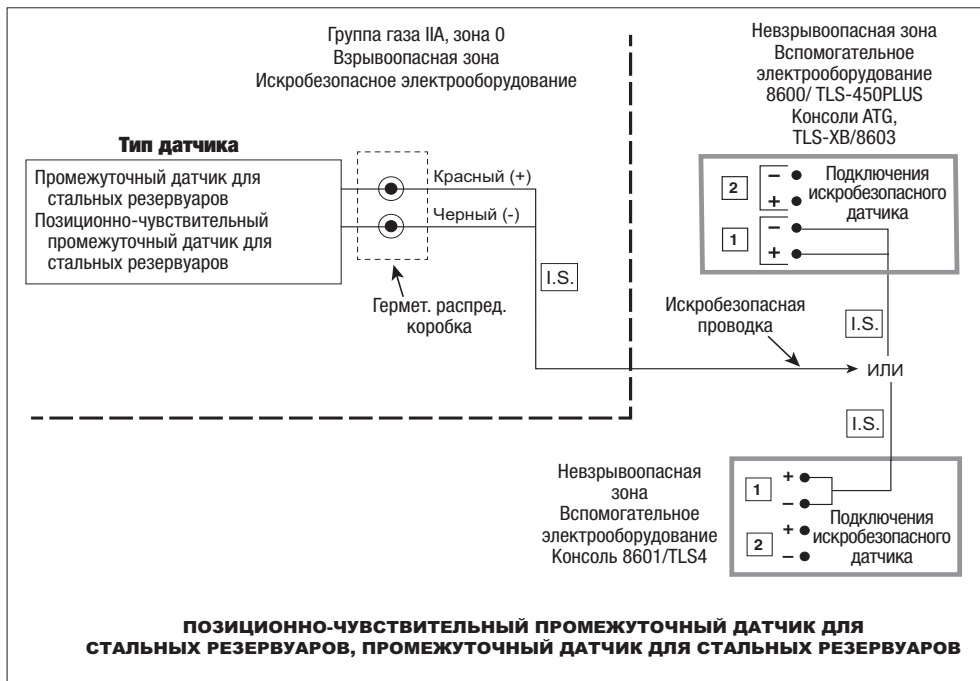 Группа газа IIA, зона 0
Взрывоопасная зона
Искробезопасное электрооборудование
Невзрывоопасная зона
Вспомогательное
электрооборудование
8600/ TLS-450PLUS
Консоли ATG,
TLS-XB/8603
Тип датчика
Промежуточный датчик для
стальных резервуаров
Позиционно-чувствительный
промежуточный датчик для
стальных резервуаров
Красный (+)
Черный (-)
Гермет. распред.
коробка
I.S.
2
–
+
1
–
+
Подключения
искробезопасного
датчика
Искробезопасная
проводка
I.S.
ИЛИ
I.S.
Невзрывоопасная
зона
Вспомогательное
электрооборудование
Консоль 8601/TLS4
1
+
–
2
+
–
Подключения
искробезопасного
датчика
ПОЗИЦИОННО-ЧУВСТВИТЕЛЬНЫЙ ПРОМЕЖУТОЧНЫЙ ДАТЧИК ДЛЯ
СТАЛЬНЫХ РЕЗЕРВУАРОВ, ПРОМЕЖУТОЧНЫЙ ДАТЧИК ДЛЯ СТАЛЬНЫХ РЕЗЕРВУАРОВ